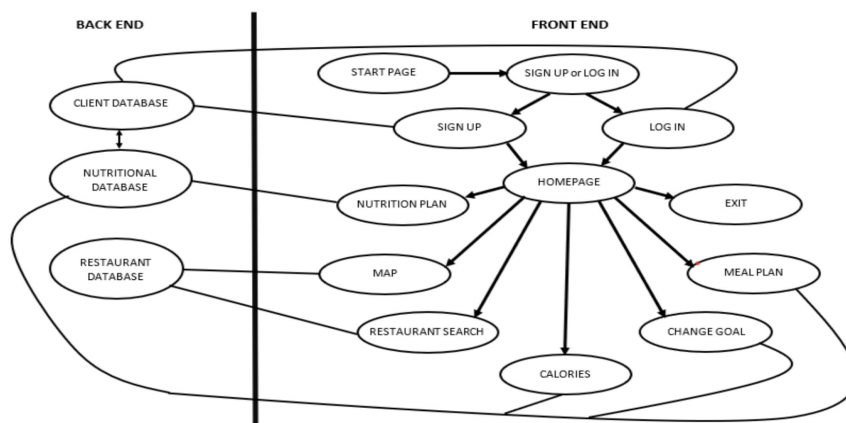 BACK END
FRONT END
START PAGE
SIGN UP or LOG IN
CLIENT DATABASE
SIGN UP
LOG IN
NUTRITIONAL
DATABASE
HOMEPAGE
NUTRITION PLAN
EXIT
RESTAURANT
DATABASE
MAP
MEAL PLAN
RESTAURANT SEARCH
CHANGE GOAL
CALORIES